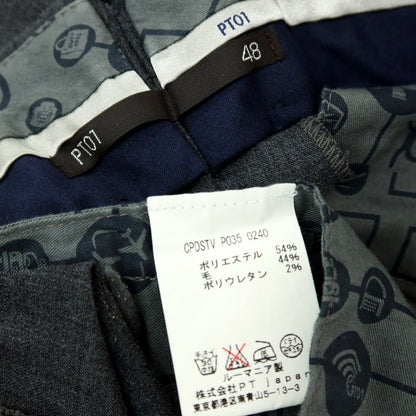 PT01
48
PT01
CPDSTV P035 0240
ポリエステル 54%
毛 44%
ポリウレタン 2%
ルーマニア製
株式会社PT japan
東京都港区南青山5-13-3